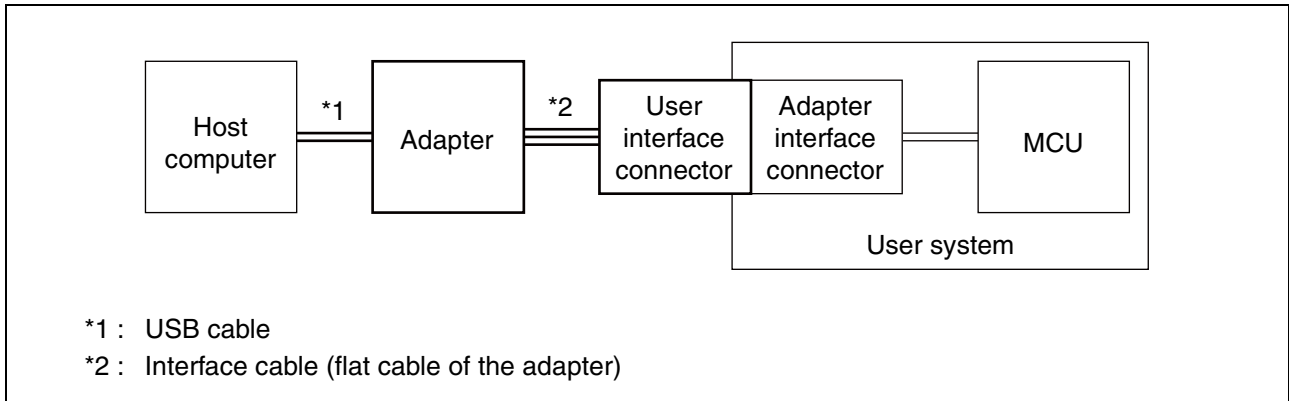 Host
computer
*1
Adapter
*2
User
interface
connector
Adapter
interface
connector
MCU
User system
*1 : USB cable
*2 : Interface cable (flat cable of the adapter)